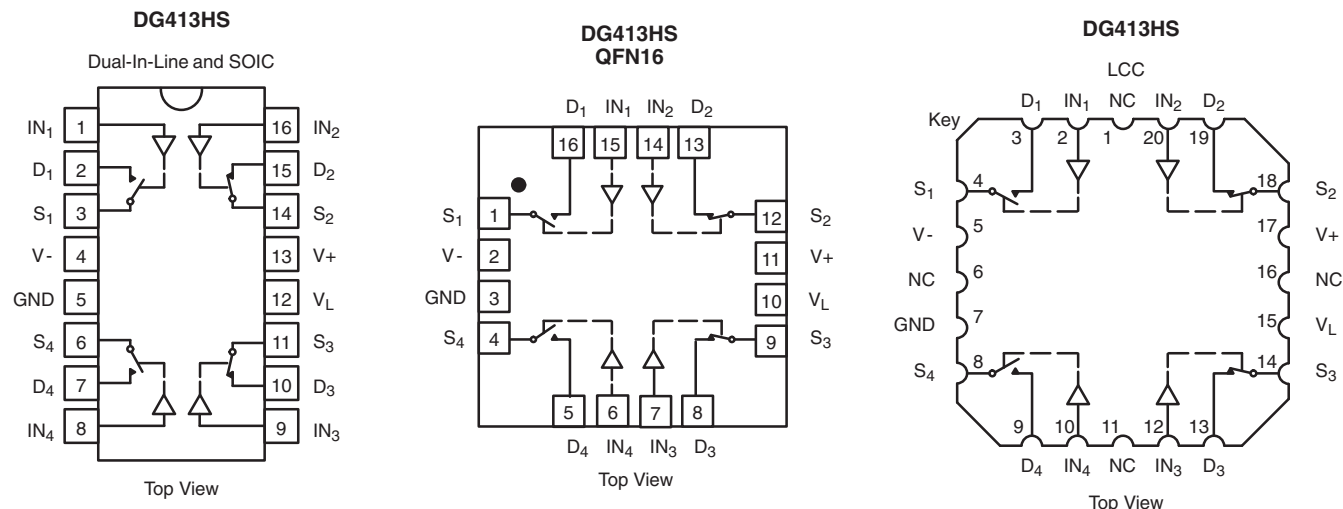 DG413HS
Dual-In-Line and SOIC
IN1 1 16 IN2
D1 2 15 D2
S1 3 14 S2
V- 4 13 V+
GND 5 12 VL
S4 6 11 S3
D4 7 10 D3
IN4 8 9 IN3
Top View
DG413HS
QFN16
D1 IN1 IN2 D2
16 15 14 13
S1 1 12 S2
V- 2 11 V+
GND 3 10 VL
S4 4 9 S3
5 6 7 8
D4 IN4 IN3 D3
Top View
DG413HS
LCC
D1 IN1 NC IN2 D2
Key
3 2 1 20 19
S1 4 18 S2
V- 5 17 V+
NC 6 16 NC
GND 7 15 VL
S4 8 14 S3
9 10 11 12 13
D4 IN4 NC IN3 D3
Top View